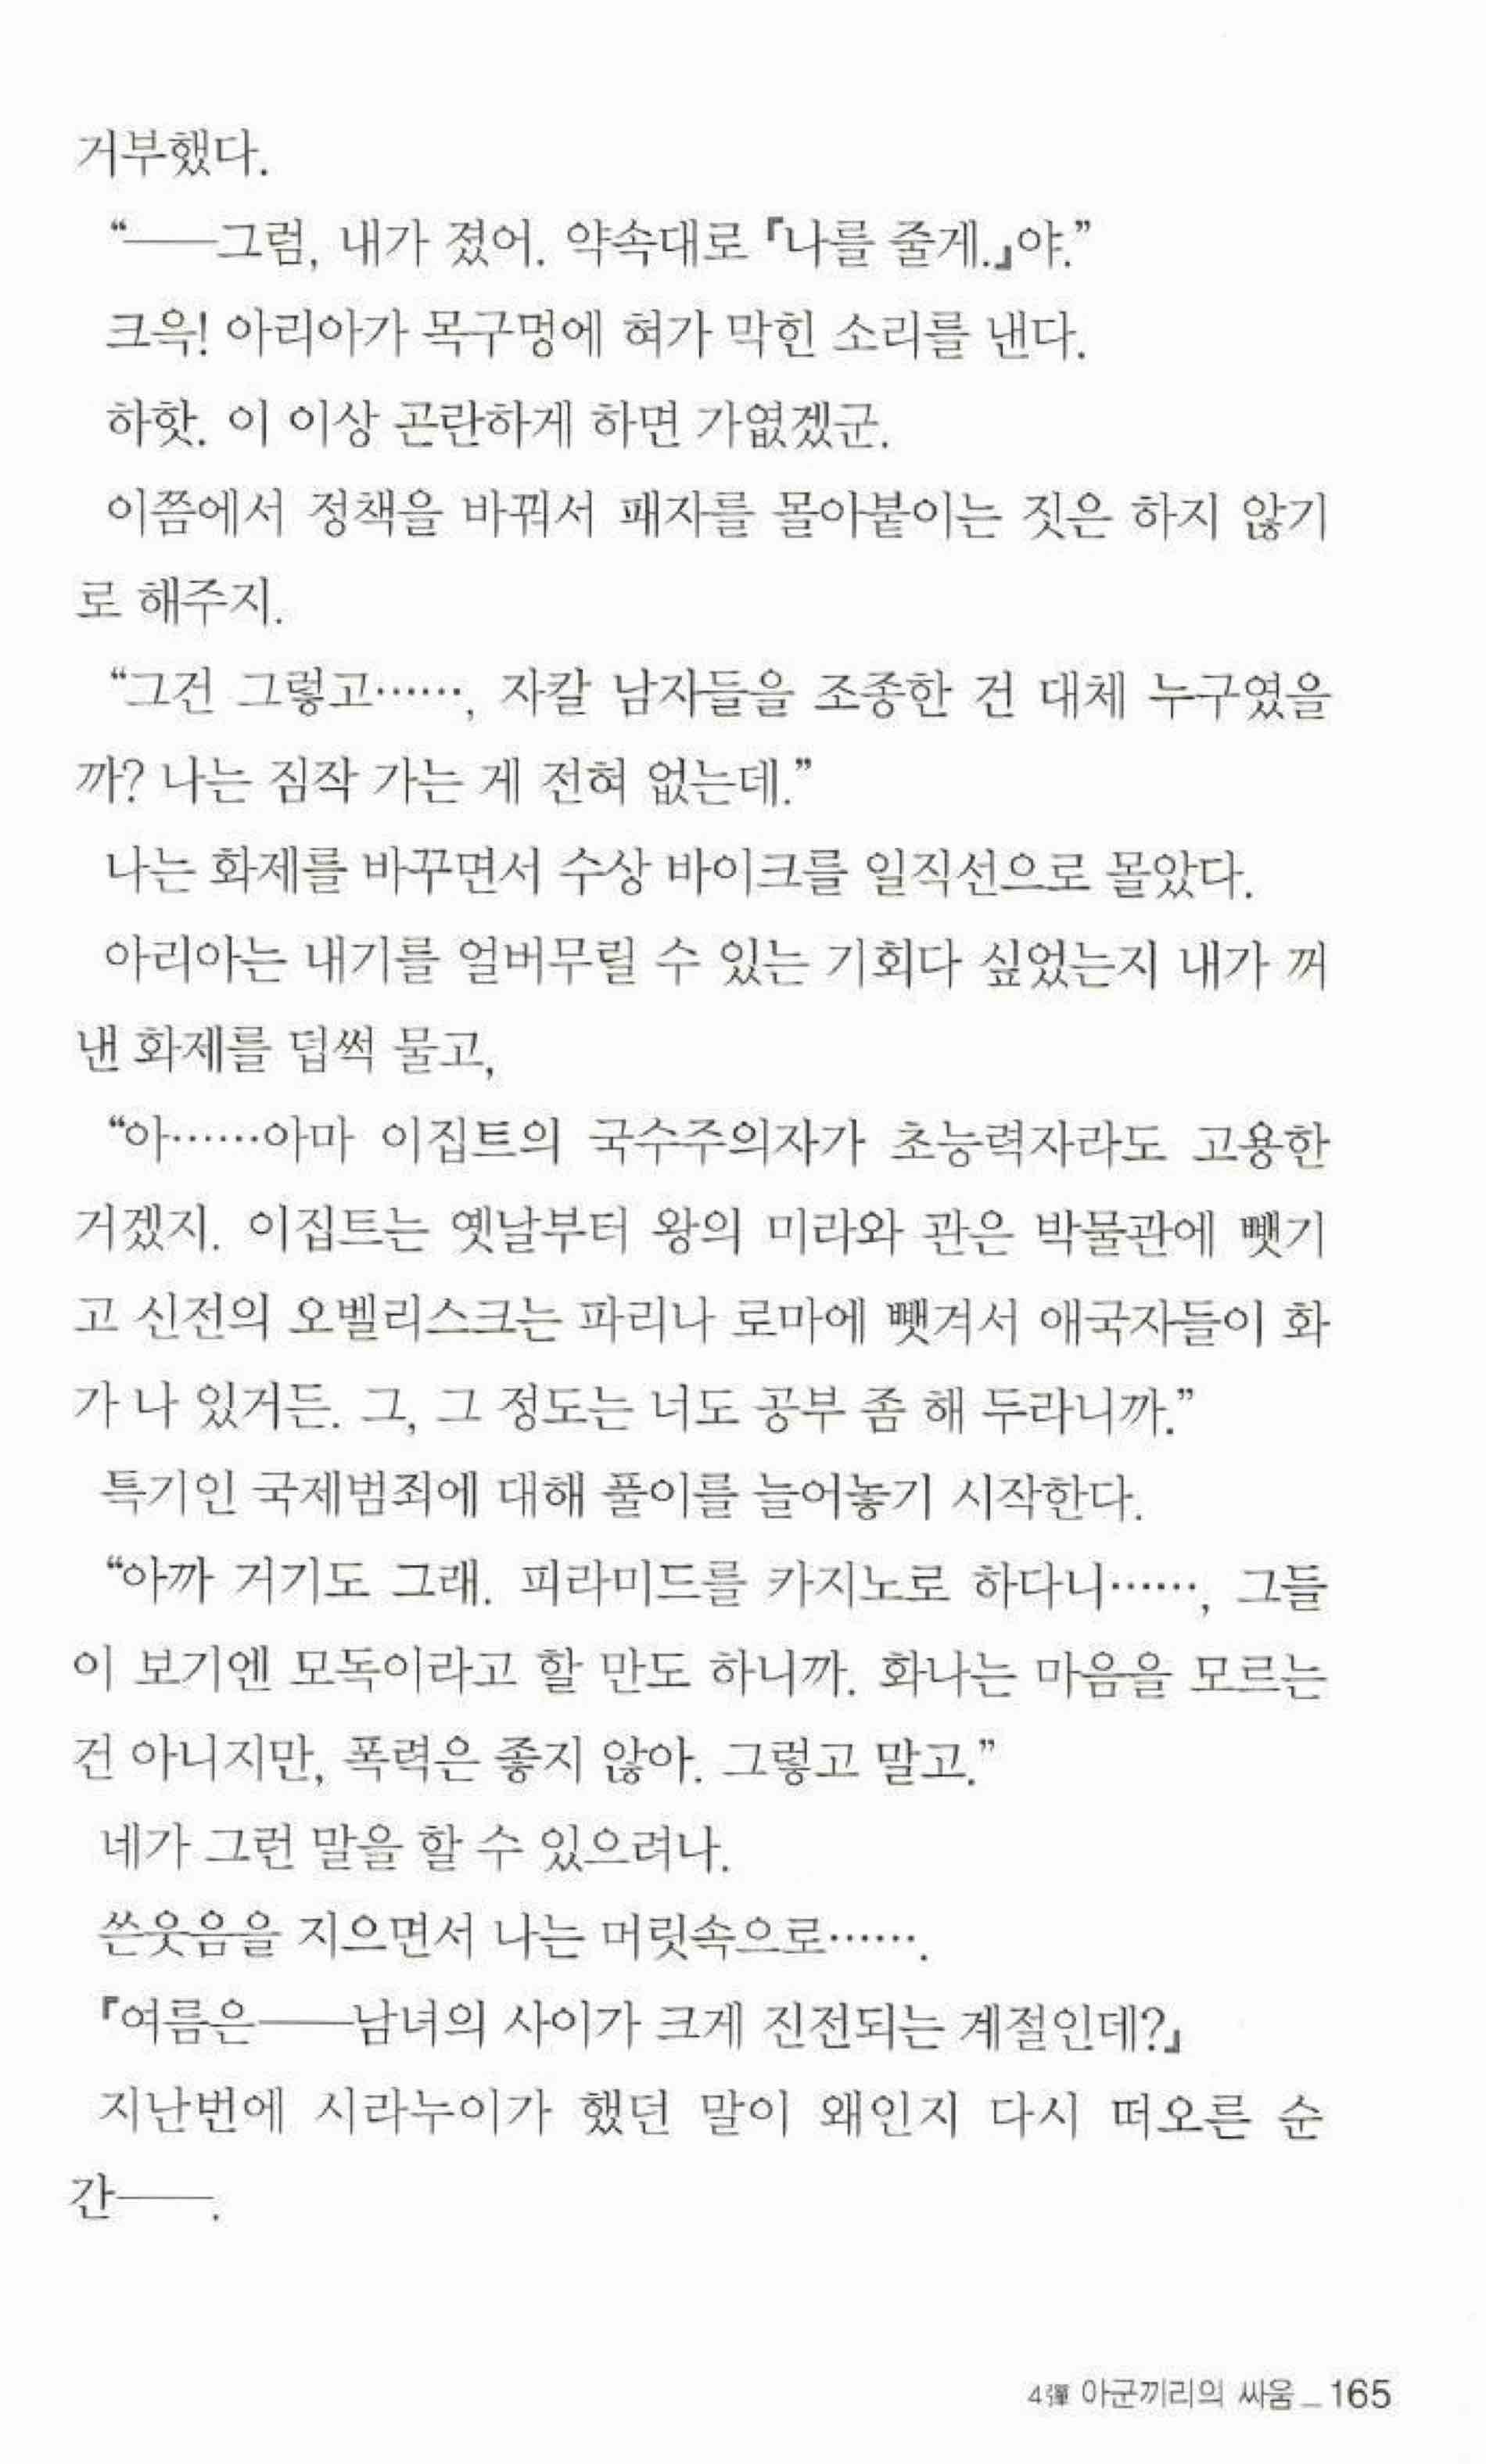 거부했다.
“──그럼, 내가 졌어. 약속대로 『나를 줄게.』야.”
크윽! 아리아가 목구멍에 혀가 막힌 소리를 낸다.
하핫. 이 이상 곤란하게 하면 가엾겠군.
이쯤에서 정책을 바꿔서 패자를 몰아붙이는 짓은 하지 않기
로 해주지.
“그건 그렇고……, 자칼 남자들을 조종한 건 대체 누구였을
까? 나는 짐작 가는 게 전혀 없는데.”
나는 화제를 바꾸면서 수상 바이크를 일직선으로 몰았다.
아리아는 내기를 얼버무릴 수 있는 기회다 싶었는지 내가 꺼
낸 화제를 덥썩 물고,
“아……아마 이집트의 국수주의자가 초능력자라도 고용한
거겠지. 이집트는 옛날부터 왕의 미라와 관은 박물관에 뺏기
고 신전의 오벨리스크는 파리나 로마에 뺏겨서 애국자들이 화
가 나 있거든. 그, 그 정도는 너도 공부 좀 해 두라니까.”
특기인 국제범죄에 대해 풀이를 늘어놓기 시작한다.
“아까 거기도 그래. 피라미드를 카지노로 하다니……, 그들
이 보기엔 모독이라고 할 만도 하니까. 화나는 마음을 모르는
건 아니지만, 폭력은 좋지 않아. 그렇고 말고.”
네가 그런 말을 할 수 있으려나.
쓴웃음을 지으면서 나는 머릿속으로…….
『여름은──남녀의 사이가 크게 진전되는 계절인데?』
지난번에 시라누이가 했던 말이 왜인지 다시 떠오른 순
간──.
4彈 아군끼리의 싸움_165